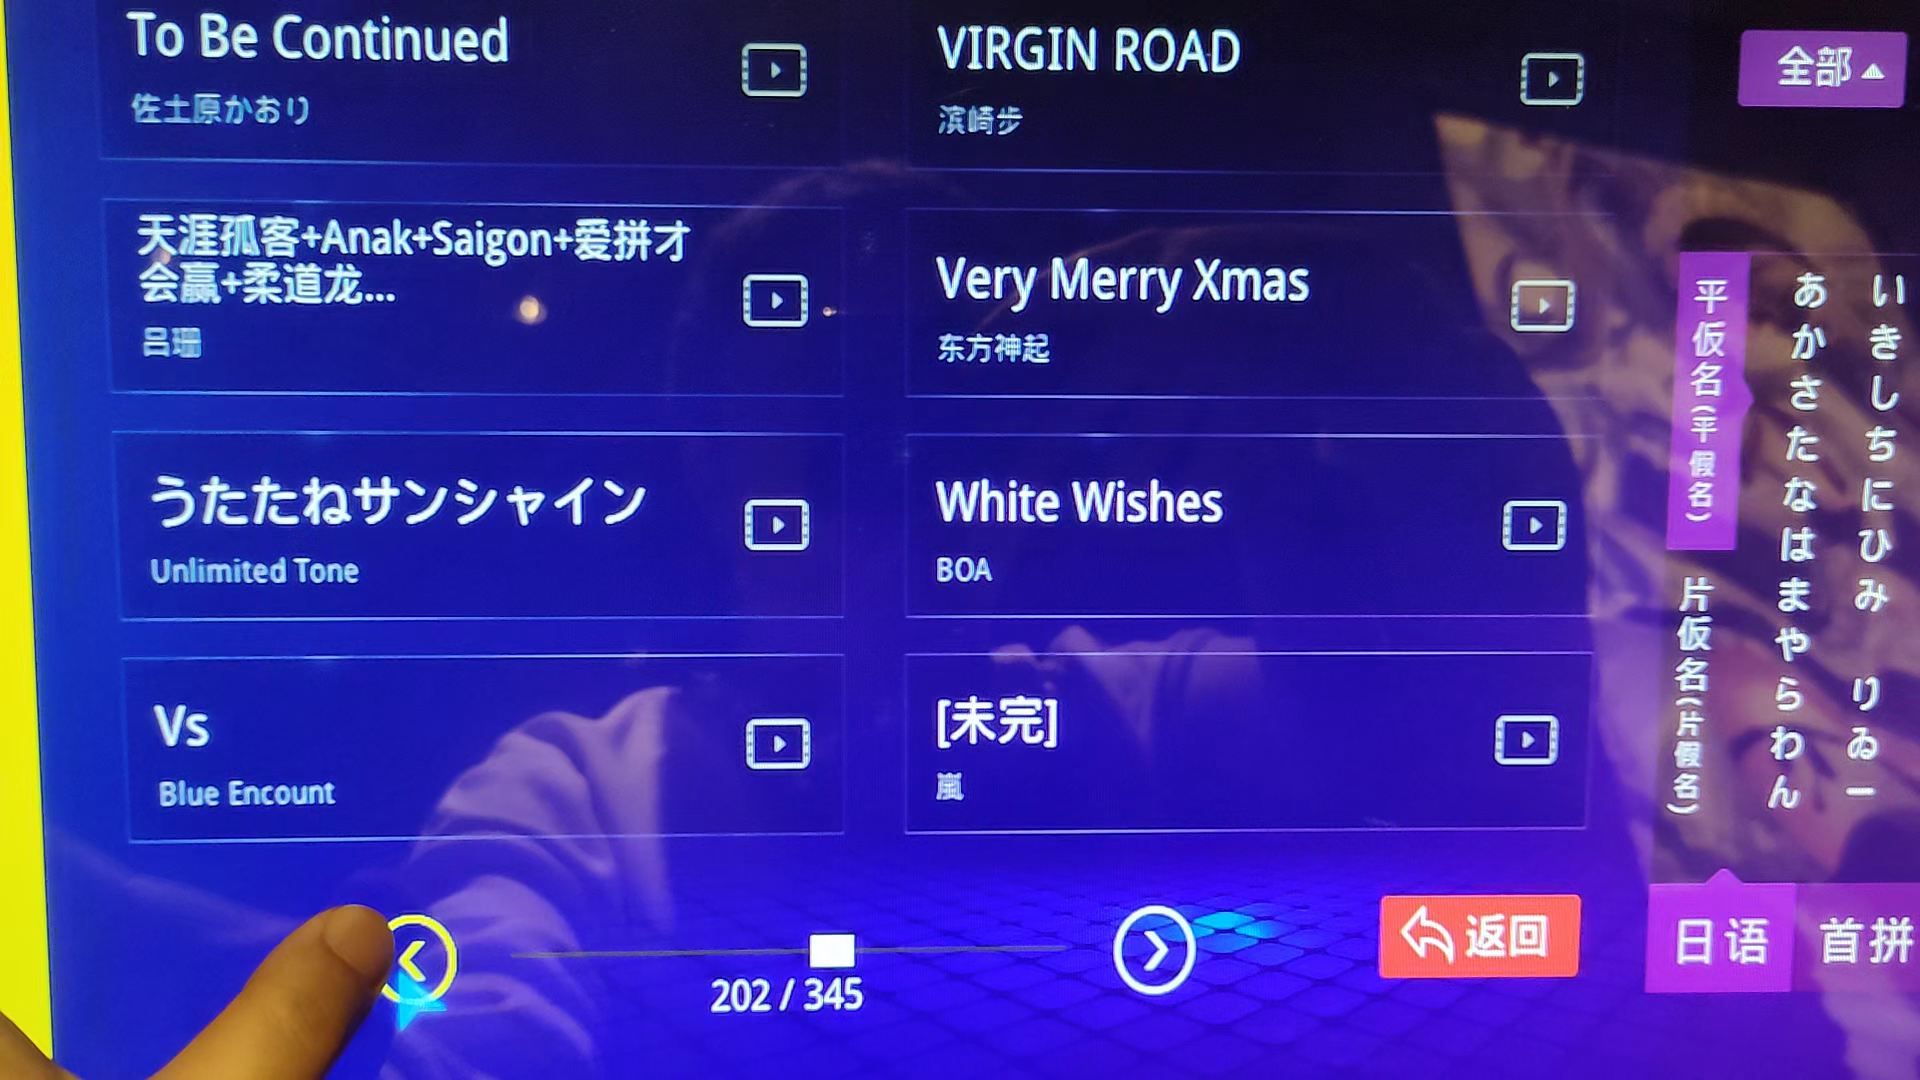 To Be Continued
佐土原かおり
VIRGIN ROAD
滨崎步
天涯孤客+Anak+Saigon+爱拼才
会赢+柔道龙...
吕珊
Very Merry Xmas
东方神起
うたたねサンシャイン
Unlimited Tone
White Wishes
BOA
Vs
Blue Encount
[未完]
嵐
202 / 345
返回
全部
平仮名(平假名)
片仮名(片假名)
あかさたなはまやらわん
いきしちにひみ りゐー
日语
首拼